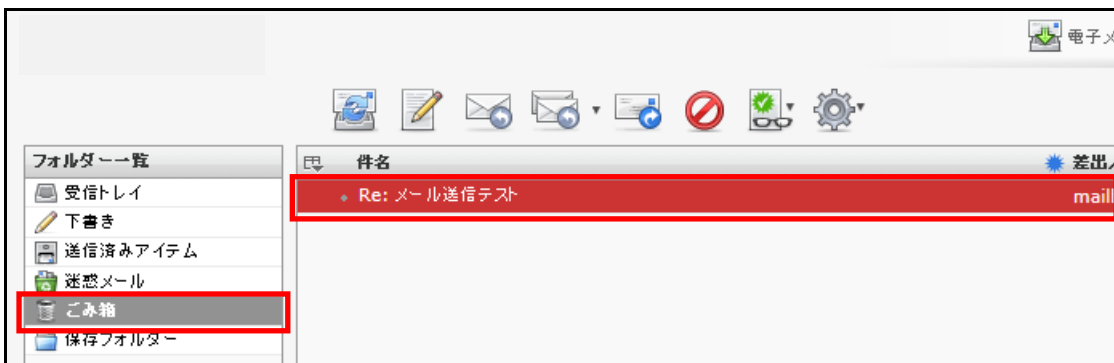 電子メ
フォルダー一覧
件名
差出人
受信トレイ
Re: メール送信テスト
maill
下書き
送信済みアイテム
迷惑メール
ごみ箱
保存フォルダー